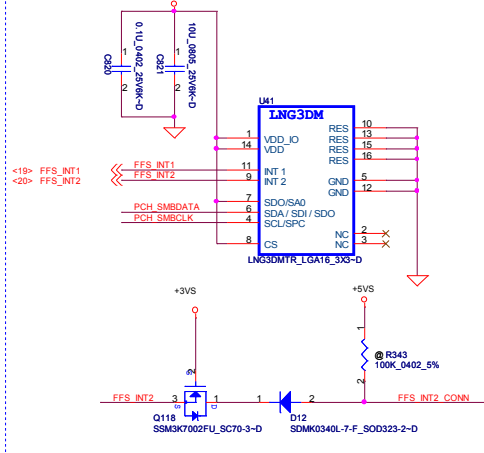 1
2
C820
0.1U_0402_25V6K~D
1
2
C821
10U_0805_25V6K~D
U41
LNG3DM
1 VDD_IO
14 VDD
11 INT 1
9 INT 2
7 SDO/SA0
6 SDA / SDI / SDO
4 SCL/SPC
8 CS
RES 10
RES 13
RES 15
RES 16
GND 5
GND 12
NC 2
NC 3
LNG3DMTR_LGA16_3X3~D
<19> FFS_INT1
<20> FFS_INT2
FFS_INT1
FFS_INT2
PCH_SMBDATA
PCH_SMBCLK
+3VS
+5VS
1
@ R343
100K_0402_5%
2
FFS_INT2
3
S
G
2
D
1
1
2
FFS_INT2_CONN
Q118
SSM3K7002FU_SC70-3~D
D12
SDMK0340L-7-F_SOD323-2~D